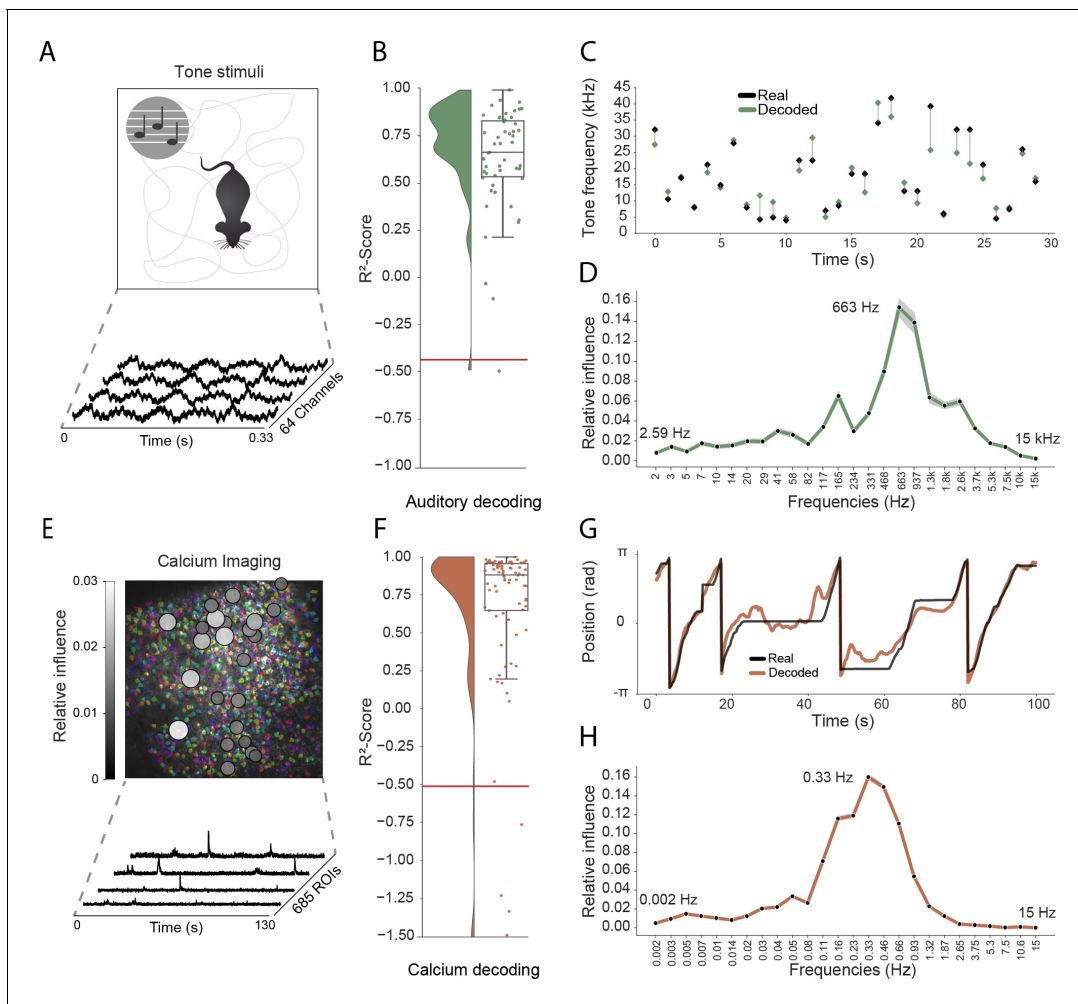 A
Tone stimuli
0
Time (s)
0.33
64 Channels
B
R²-Score
1.00
0.75
0.50
0.25
0.00
−0.25
−0.50
−0.75
−1.00
Auditory decoding
C
Tone frequency (kHz)
45
40
35
30
25
20
15
10
5
0
Real
Decoded
0 5 10 15 20 25 30
Time (s)
D
Relative influence
0.16
0.14
0.12
0.10
0.08
0.06
0.04
0.02
0.00
663 Hz
2.59 Hz
15 kHz
2 3 5 7 10 14 20 29 41 58 82 117 165 234 331 468 663 937 1.3k 1.8k 2.6k 3.7k 5.3k 7.5k 10k 15k
Frequencies (Hz)
E
Calcium Imaging
Relative influence
0.03
0.02
0.01
0
0
Time (s)
130
685 ROIs
F
R²-Score
1.00
0.75
0.50
0.25
0.00
−0.25
−0.50
−0.75
−1.00
−1.25
−1.50
Calcium decoding
G
Position (rad)
π
0
-π
Real
Decoded
0 20 40 60 80 100
Time (s)
H
Relative influence
0.16
0.14
0.12
0.10
0.08
0.06
0.04
0.02
0.00
0.33 Hz
0.002 Hz
15 Hz
0.002 0.003 0.005 0.007 0.01 0.014 0.02 0.03 0.04 0.05 0.08 0.11 0.16 0.23 0.33 0.46 0.66 0.93 1.32 1.87 2.65 3.75 5.3 7.5 10.6 15
Frequencies (Hz)